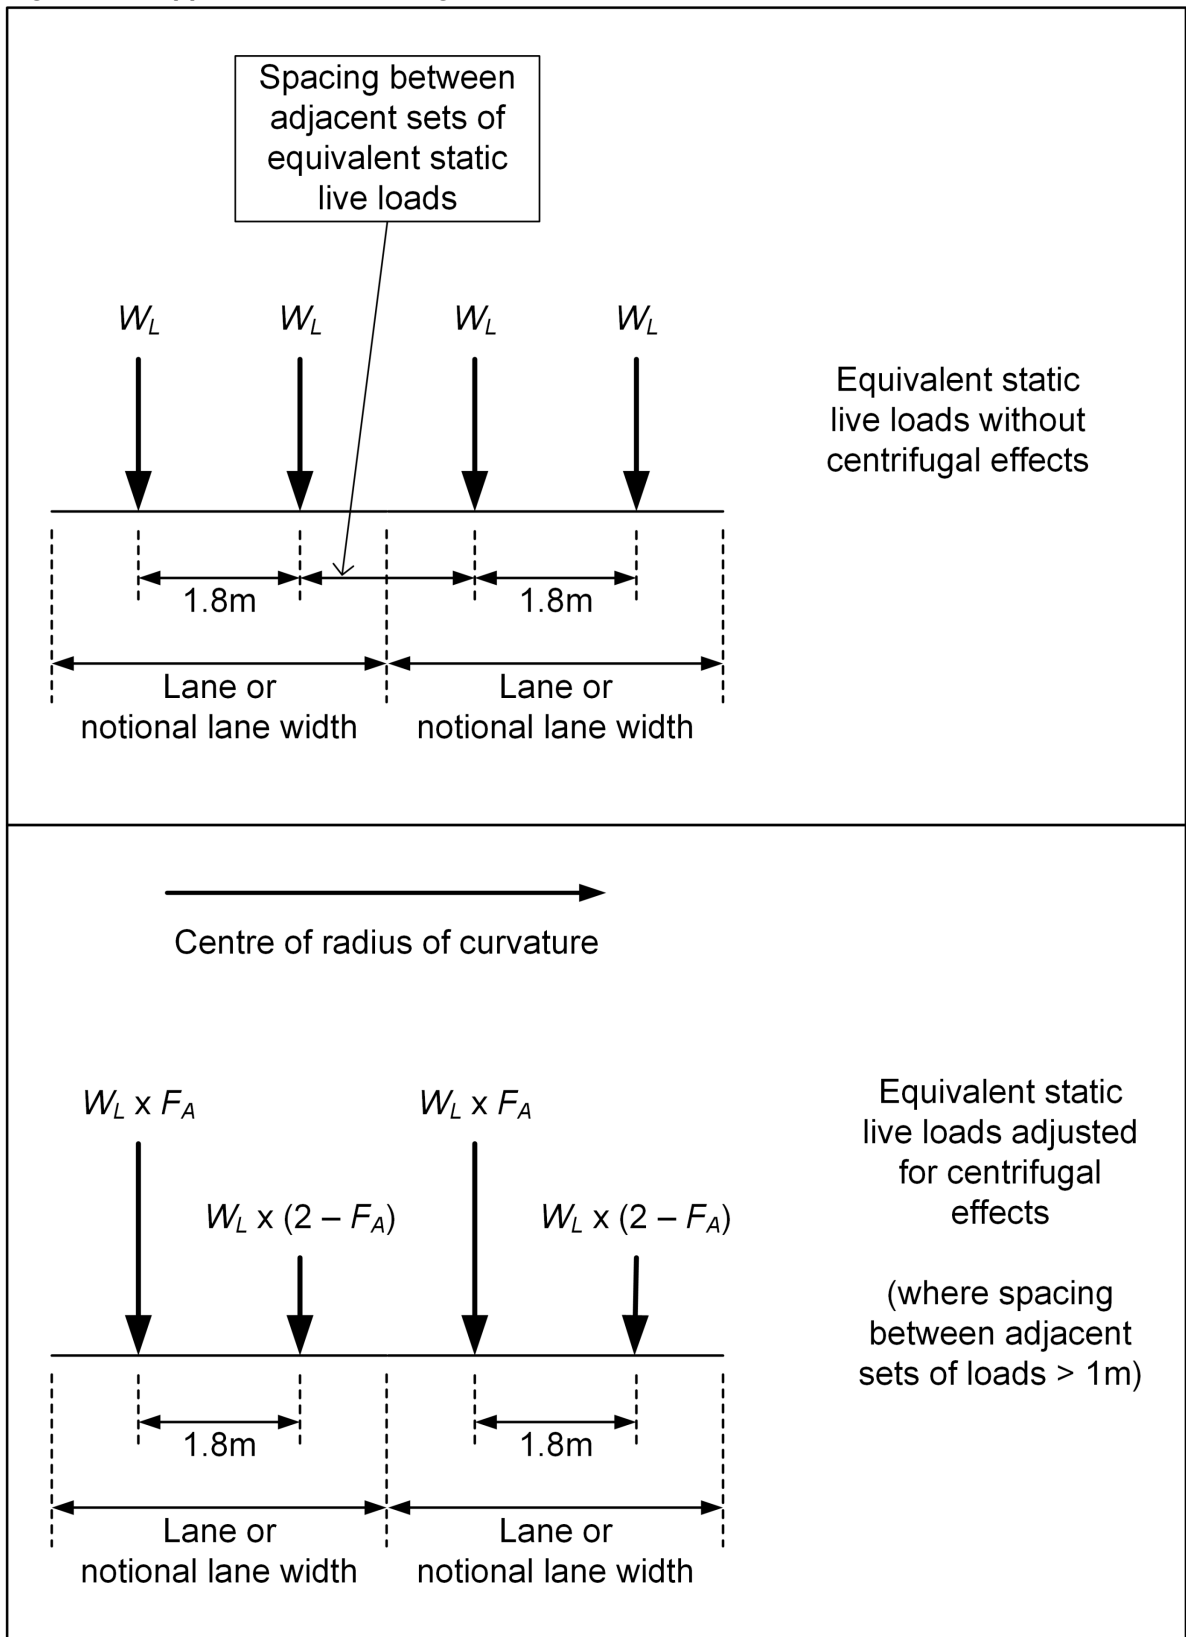 Spacing between
adjacent sets of
equivalent static
live loads
W_L W_L W_L W_L
Equivalent static
live loads without
centrifugal effects
1.8m 1.8m
Lane or Lane or
notional lane width notional lane width
Centre of radius of curvature
W_L x F_A W_L x F_A
W_L x (2 – F_A) W_L x (2 – F_A)
Equivalent static
live loads adjusted
for centrifugal
effects
(where spacing
between adjacent
sets of loads > 1m)
1.8m 1.8m
Lane or Lane or
notional lane width notional lane width